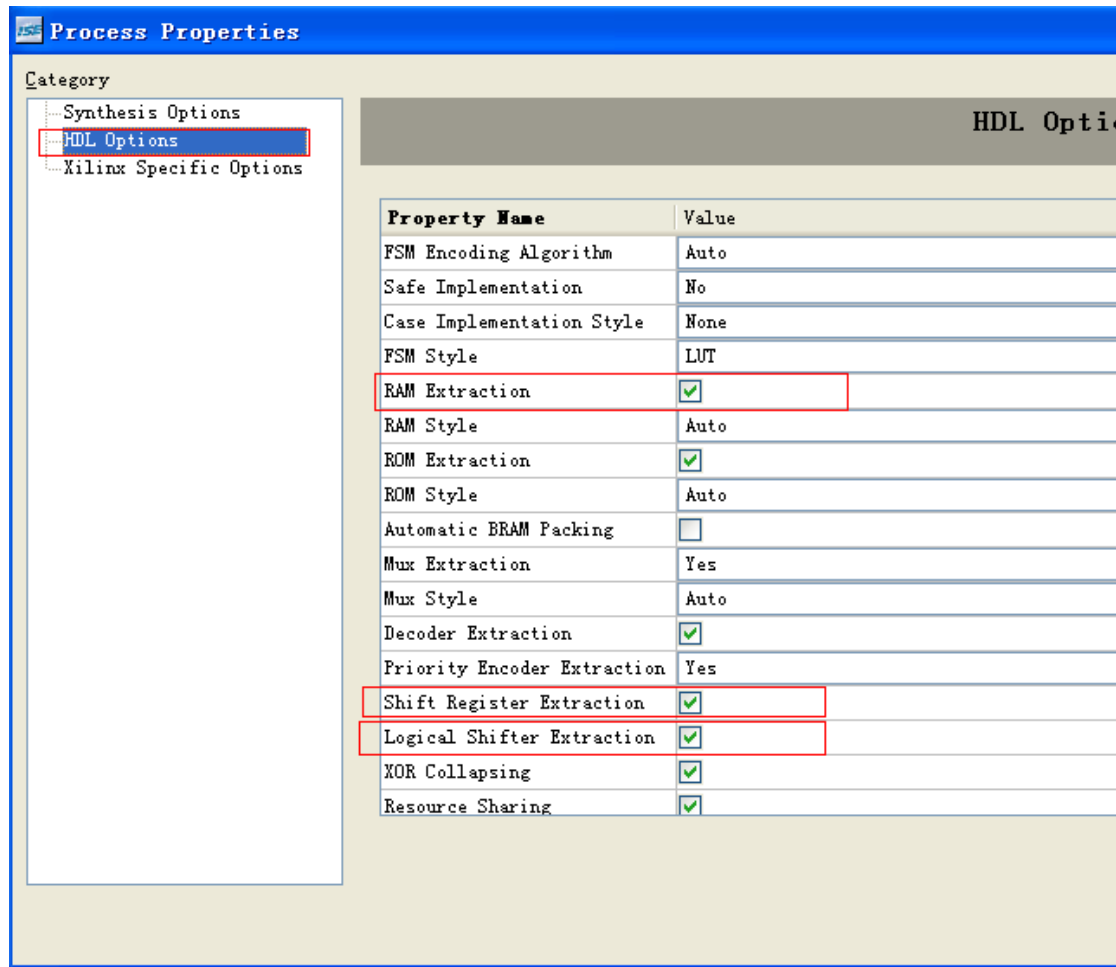 ISE Process Properties
Category
Synthesis Options
HDL Options
Xilinx Specific Options
HDL Opti
Property Name Value
FSM Encoding Algorithm Auto
Safe Implementation No
Case Implementation Style None
FSM Style LUT
RAM Extraction
RAM Style Auto
ROM Extraction
ROM Style Auto
Automatic BRAM Packing
Mux Extraction Yes
Mux Style Auto
Decoder Extraction
Priority Encoder Extraction Yes
Shift Register Extraction
Logical Shifter Extraction
XOR Collapsing
Resource Sharing